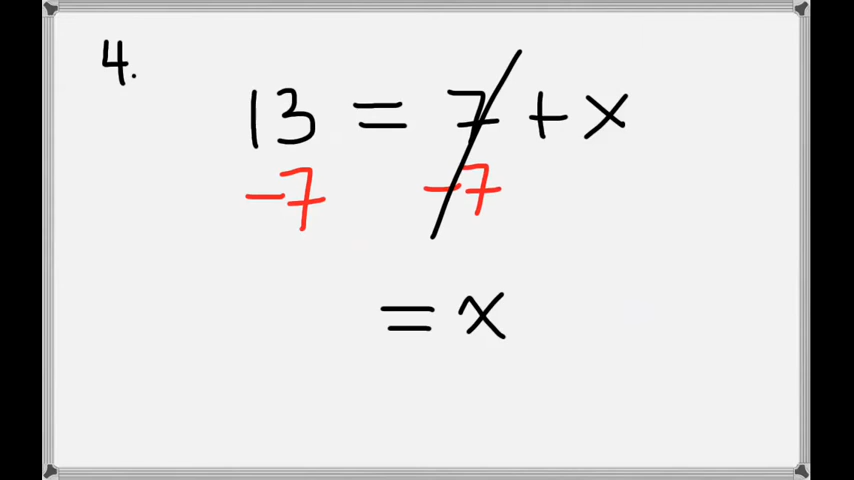 4.
13 = 7 + x
-7 -7
= x